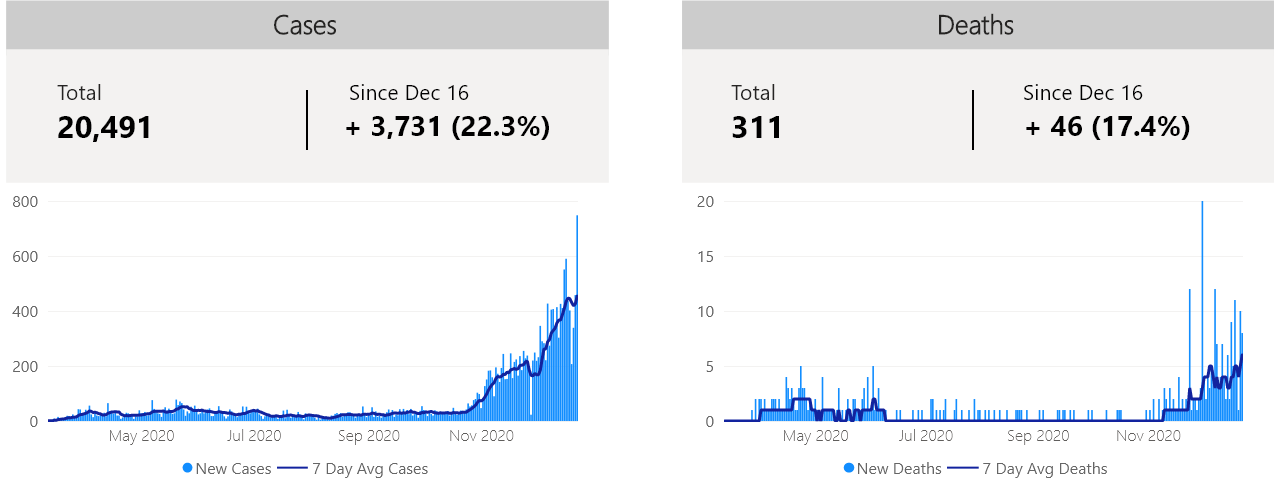 Cases
Total
20,491
Since Dec 16
+ 3,731 (22.3%)
800
600
400
200
0
May 2020 Jul 2020 Sep 2020 Nov 2020
New Cases 7 Day Avg Cases
Deaths
Total
311
Since Dec 16
+ 46 (17.4%)
20
15
10
5
0
May 2020 Jul 2020 Sep 2020 Nov 2020
New Deaths 7 Day Avg Deaths